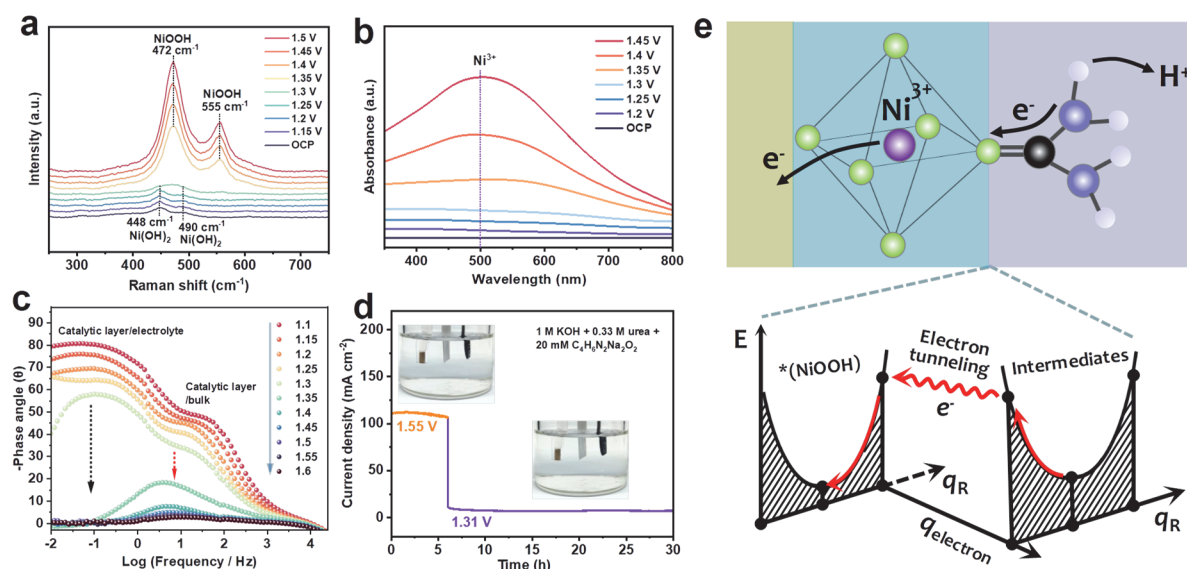 a
NiOOH
472 cm⁻¹
NiOOH
555 cm⁻¹
448 cm⁻¹
Ni(OH)₂
490 cm⁻¹
Ni(OH)₂
1.5 V
1.45 V
1.4 V
1.35 V
1.3 V
1.25 V
1.2 V
1.15 V
OCP
Intensity (a.u.)
300 400 500 600 700
Raman shift (cm⁻¹)
b
Ni³⁺
1.45 V
1.4 V
1.35 V
1.3 V
1.25 V
1.2 V
OCP
Absorbance (a.u.)
400 500 600 700 800
Wavelength (nm)
c
Catalytic layer/electrolyte
Catalytic layer
/bulk
1.1
1.15
1.2
1.25
1.3
1.35
1.4
1.45
1.5
1.55
1.6
-Phase angle (θ)
90
80
70
60
50
40
30
20
10
0
-2 -1 0 1 2 3 4
Log (Frequency / Hz)
d
1 M KOH + 0.33 M urea +
20 mM C₄H₆N₂Na₂O₂
1.55 V
1.31 V
Current density (mA cm⁻²)
200
150
100
50
0
0 5 10 15 20 25 30
Time (h)
e
Ni³⁺
e⁻
e⁻
H⁺
E
*(NiOOH)
Electron
tunneling
e⁻
Intermediates
qR
qelectron
qR